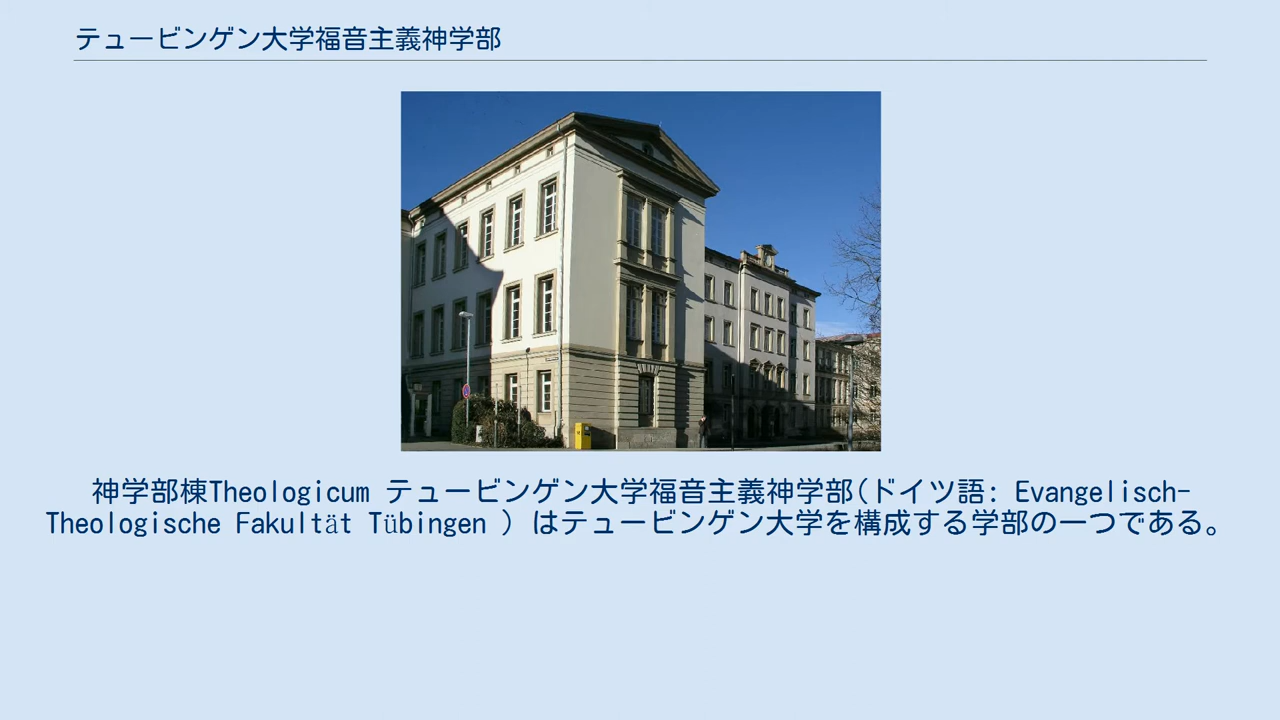 テュービンゲン大学福音主義神学部
神学部棟Theologicum テュービンゲン大学福音主義神学部(ドイツ語: Evangelisch-
Theologische Fakultät Tübingen ) はテュービンゲン大学を構成する学部の一つである。